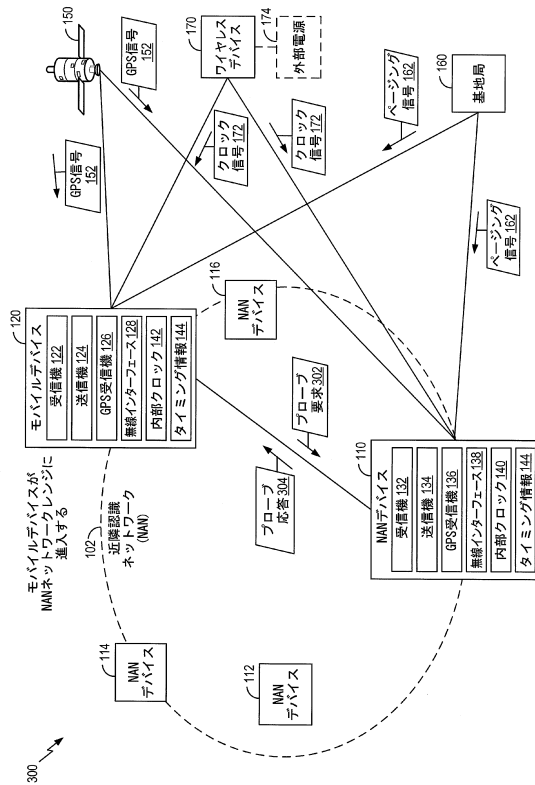 300
モバイルデバイスが
NANネットワークレンジに
進入する
102
近隣認識
ネットワーク
(NAN)
114
NAN
デバイス
112
NAN
デバイス
116
NAN
デバイス
120
モバイルデバイス
受信機 122
送信機 124
GPS受信機 126
無線インターフェース 128
内部クロック 142
タイミング情報 144
110
NANデバイス
受信機 132
送信機 134
GPS受信機 136
無線インターフェース 138
内部クロック 140
タイミング情報 144
プローブ
応答 304
プローブ
要求 302
150
GPS信号
152
GPS信号
152
170
ワイヤレス
デバイス
174
外部電源
クロック
信号 172
クロック
信号 172
160
基地局
ページング
信号 162
ページング
信号 162